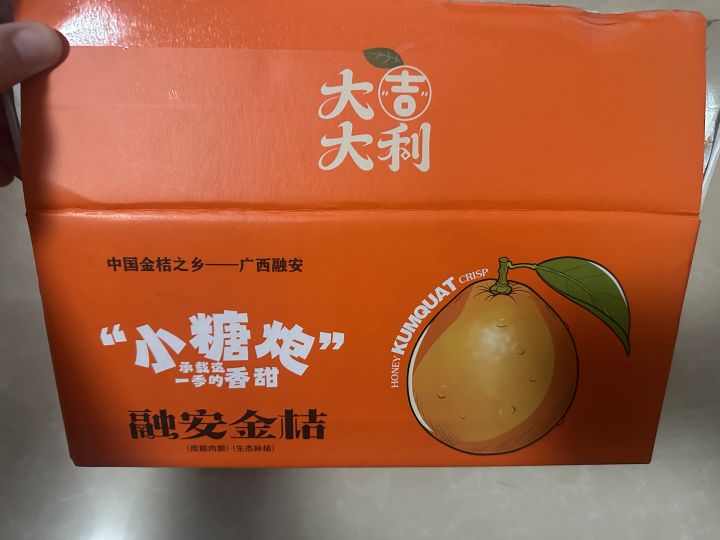 大吉
大利
中国金桔之乡——广西融安
“小糖炮”
承载这
一季的香甜
融安金桔
(皮脆肉蜜)(生态种植)
HONEY KUMQUAT CRISP